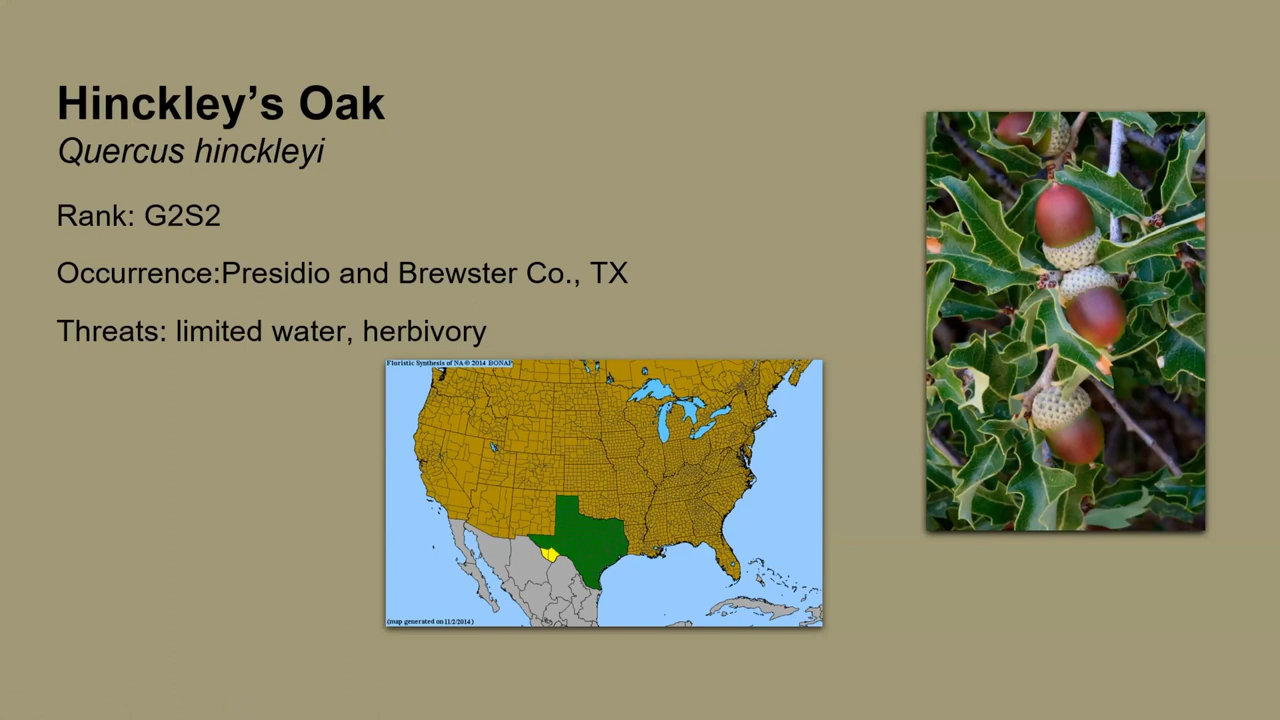 Hinckley’s Oak
Quercus hinckleyi
Rank: G2S2
Occurrence:Presidio and Brewster Co., TX
Threats: limited water, herbivory
Floristic Synthesis of NA © 2014 BONAP
(map generated on 11/2/2014)